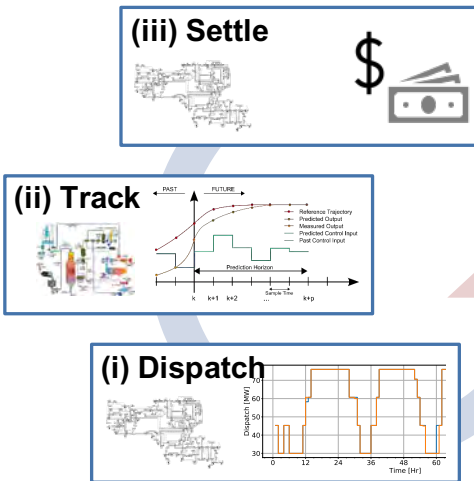 (iii) Settle
$
(ii) Track
PAST
FUTURE
Reference Trajectory
Predicted Output
Measured Output
Predicted Control Input
Past Control Input
Prediction Horizon
Sample Time
k
k+1
k+2
...
k+p
(i) Dispatch
Dispatch [MW]
70
60
50
40
30
0
12
24
36
48
60
Time [Hr]